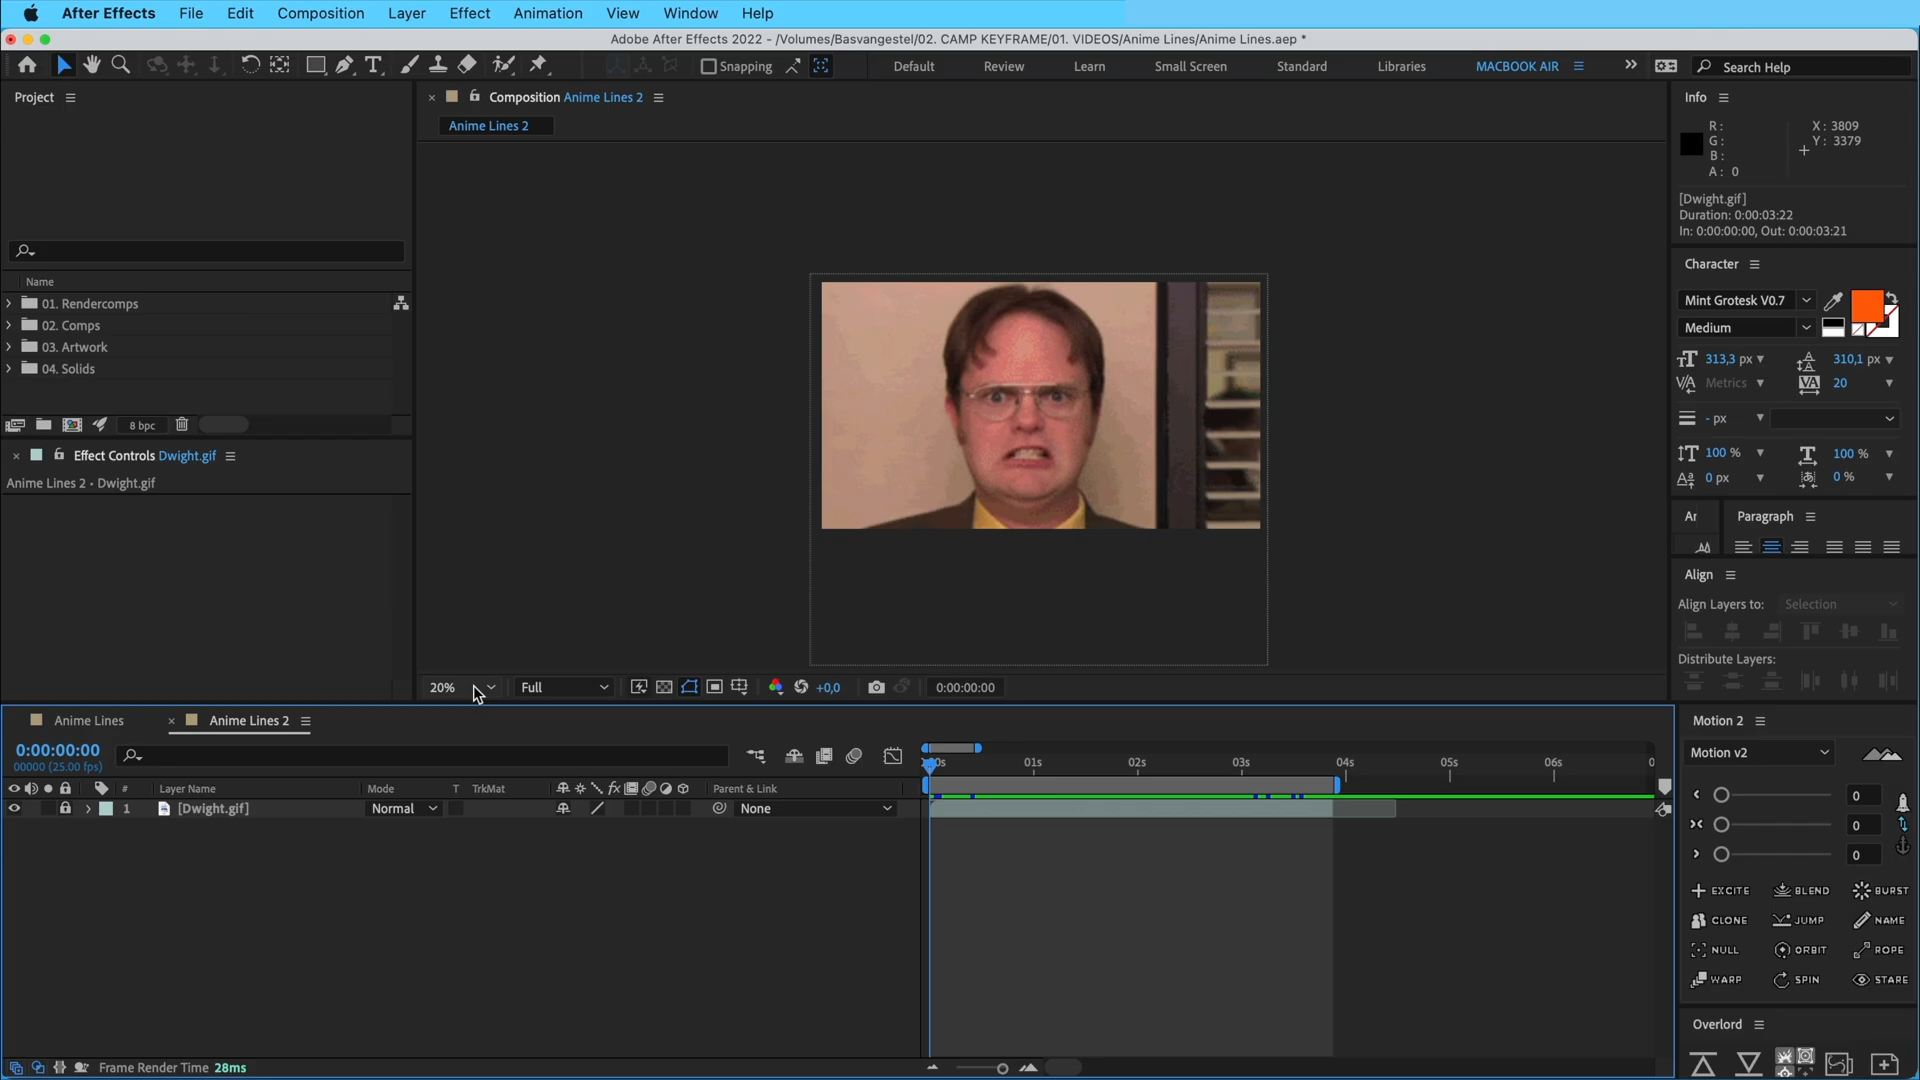 After Effects File Edit Composition Layer Effect Animation View Window Help
Adobe After Effects 2022 - /Volumes/Basvangestel/02. CAMP KEYFRAME/01. VIDEOS/Anime Lines/Anime Lines.aep *
Snapping Default Review Learn Small Screen Standard Libraries MACBOOK AIR Search Help
Project
Composition Anime Lines 2
Anime Lines 2
Info
R:
G:
B:
A: 0
X: 3809
Y: 3379
[Dwight.gif]
Duration: 0:00:03:22
In: 0:00:00:00, Out: 0:00:03:21
Name
01. Rendercomps
02. Comps
03. Artwork
04. Solids
8 bpc
Effect Controls Dwight.gif
Anime Lines 2 • Dwight.gif
Character
Mint Grotesk V0.7
Medium
313,3 px 310,1 px
Metrics 20
- px
100 % 100 %
0 px 0 %
Ar Paragraph
Align
Align Layers to: Selection
Distribute Layers:
20% Full +0,0 0:00:00:00
Anime Lines Anime Lines 2
0:00:00:00
00000 (25.00 fps)
:00s 01s 02s 03s 04s 05s 06s 0
# Layer Name Mode T TrkMat Parent & Link
1 [Dwight.gif] Normal None
Motion 2
Motion v2
0
0
0
EXCITE BLEND BURST
CLONE JUMP NAME
NULL ORBIT ROPE
WARP SPIN STARE
Overlord
Frame Render Time 28ms